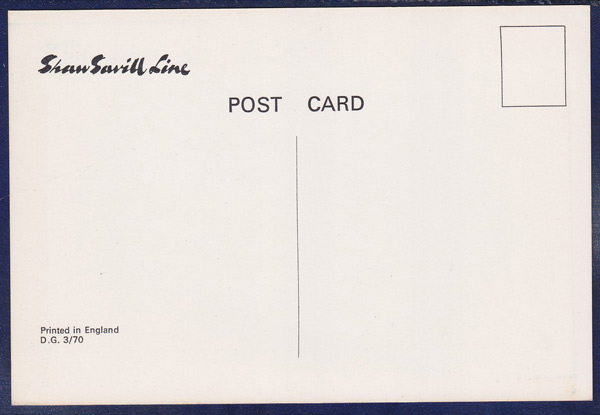 Shaw Savill Line
POST CARD
Printed in England
D.G. 3/70